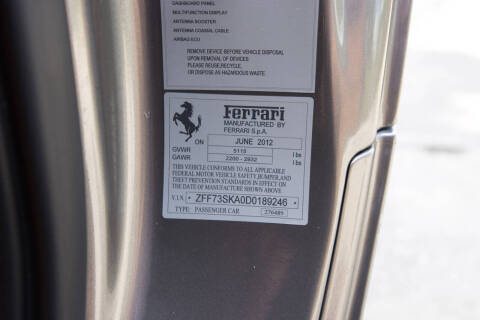 DASHBOARD PANEL
MULTIFUNCTION DISPLAY
ANTENNA BOOSTER
ANTENNA COAXIAL CABLE
AIRBAG ECU
REMOVE DEVICE BEFORE VEHICLE DISPOSAL
UPON REMOVAL OF DEVICES
PLEASE REUSE,RECYCLE,
OR DISPOSE AS HAZARDOUS WASTE.
Ferrari
MANUFACTURED BY
FERRARI S.p.A.
ON JUNE 2012
GVWR 5115 lbs
GAWR 2200 - 2932 lbs
THIS VEHICLE CONFORMS TO ALL APPLICABLE
FEDERAL MOTOR VEHICLE SAFETY,BUMPER,AND
THEFT PREVENTION STANDARDS IN EFFECT ON
THE DATE OF MANUFACTURE SHOWN ABOVE
V.I.N. * ZFF73SKA0D0189246 *
TYPE: PASSENGER CAR 276485